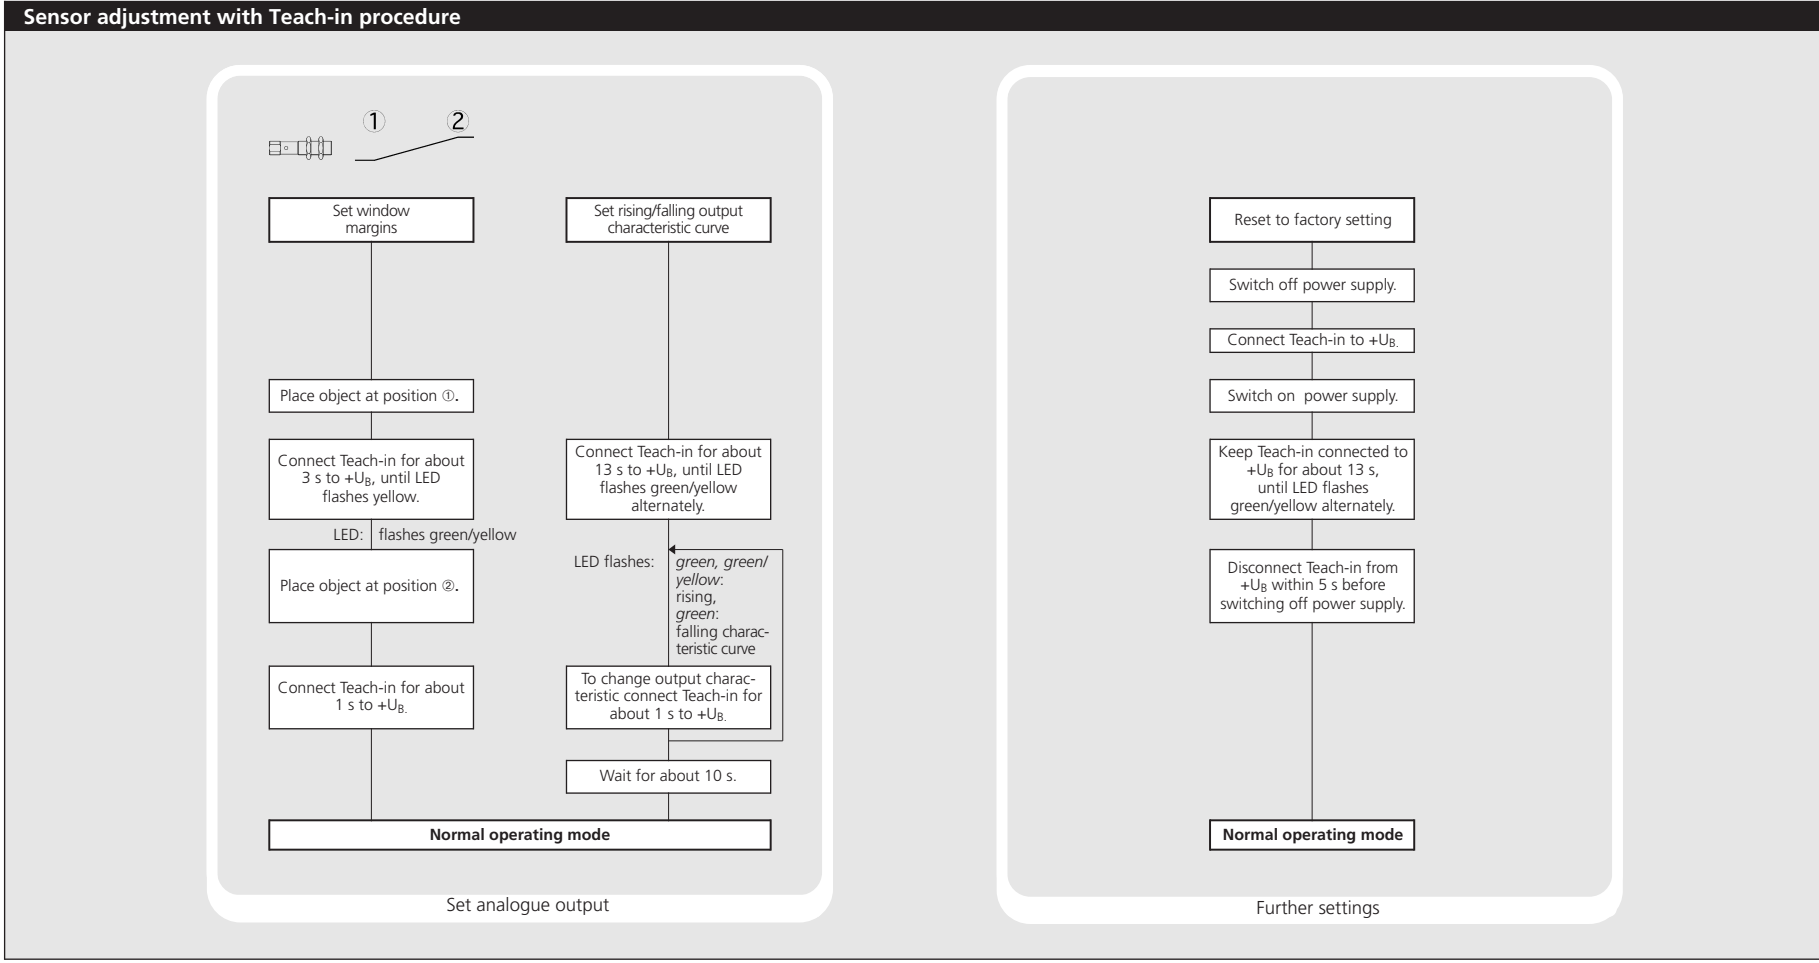 Sensor adjustment with Teach-in procedure
① ②
Set window
margins
Place object at position ①.
Connect Teach-in for about
3 s to +UB, until LED
flashes yellow.
LED: flashes green/yellow
Place object at position ②.
Connect Teach-in for about
1 s to +UB.
Set rising/falling output
characteristic curve
Connect Teach-in for about
13 s to +UB, until LED
flashes green/yellow
alternately.
LED flashes: green, green/
yellow:
rising,
green:
falling charac-
teristic curve
To change output charac-
teristic connect Teach-in for
about 1 s to +UB.
Wait for about 10 s.
Normal operating mode
Set analogue output
Reset to factory setting
Switch off power supply.
Connect Teach-in to +UB.
Switch on power supply.
Keep Teach-in connected to
+UB for about 13 s,
until LED flashes
green/yellow alternately.
Disconnect Teach-in from
+UB within 5 s before
switching off power supply.
Normal operating mode
Further settings